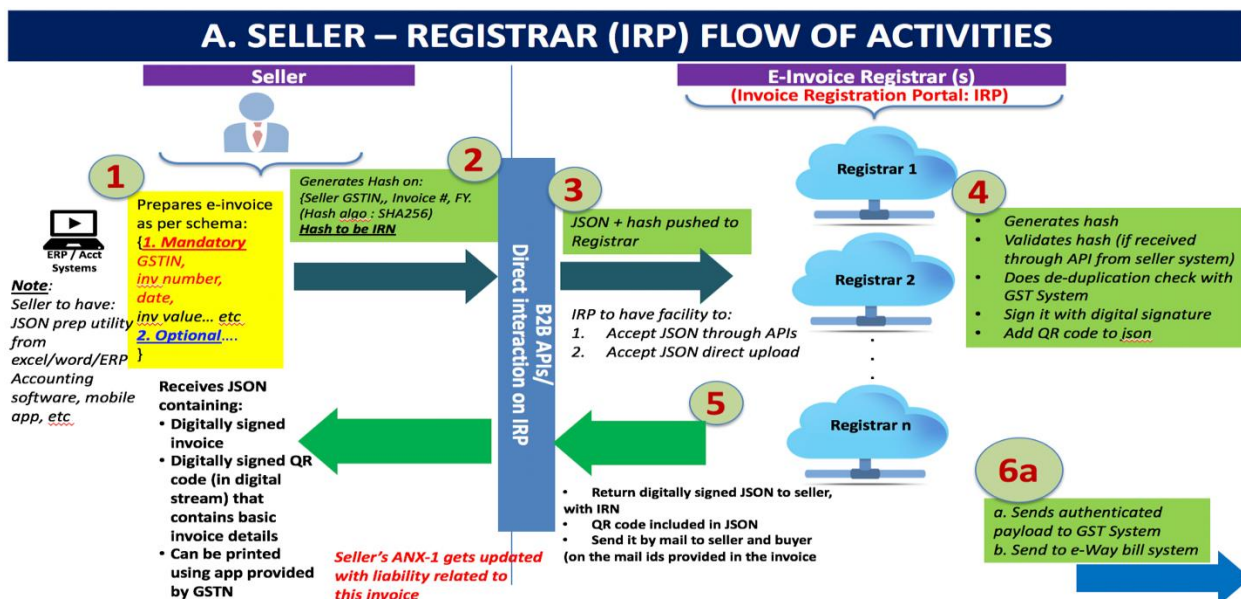 A. SELLER – REGISTRAR (IRP) FLOW OF ACTIVITIES
Seller
E-Invoice Registrar (s)
(Invoice Registration Portal: IRP)
1
ERP / Acct
Systems
Note:
Seller to have:
JSON prep utility
from
excel/word/ERP
Accounting
software, mobile
app, etc
Prepares e-invoice
as per schema:
{1. Mandatory
GSTIN,
inv number,
date,
inv value... etc
2. Optional....
}
2
Generates Hash on:
{Seller GSTIN,, Invoice #, FY.
(Hash algo : SHA256)
Hash to be IRN
B2B APIs/
Direct interaction on IRP
3
JSON + hash pushed to
Registrar
IRP to have facility to:
1. Accept JSON through APIs
2. Accept JSON direct upload
Registrar 1
Registrar 2
Registrar n
4
• Generates hash
• Validates hash (if received
through API from seller system)
• Does de-duplication check with
GST System
• Sign it with digital signature
• Add QR code to json
5
• Return digitally signed JSON to seller,
with IRN
• QR code included in JSON
• Send it by mail to seller and buyer
(on the mail ids provided in the invoice
Receives JSON
containing:
• Digitally signed
invoice
• Digitally signed QR
code (in digital
stream) that
contains basic
invoice details
• Can be printed
using app provided
by GSTN
Seller's ANX-1 gets updated
with liability related to
this invoice
6a
a. Sends authenticated
payload to GST System
b. Send to e-Way bill system